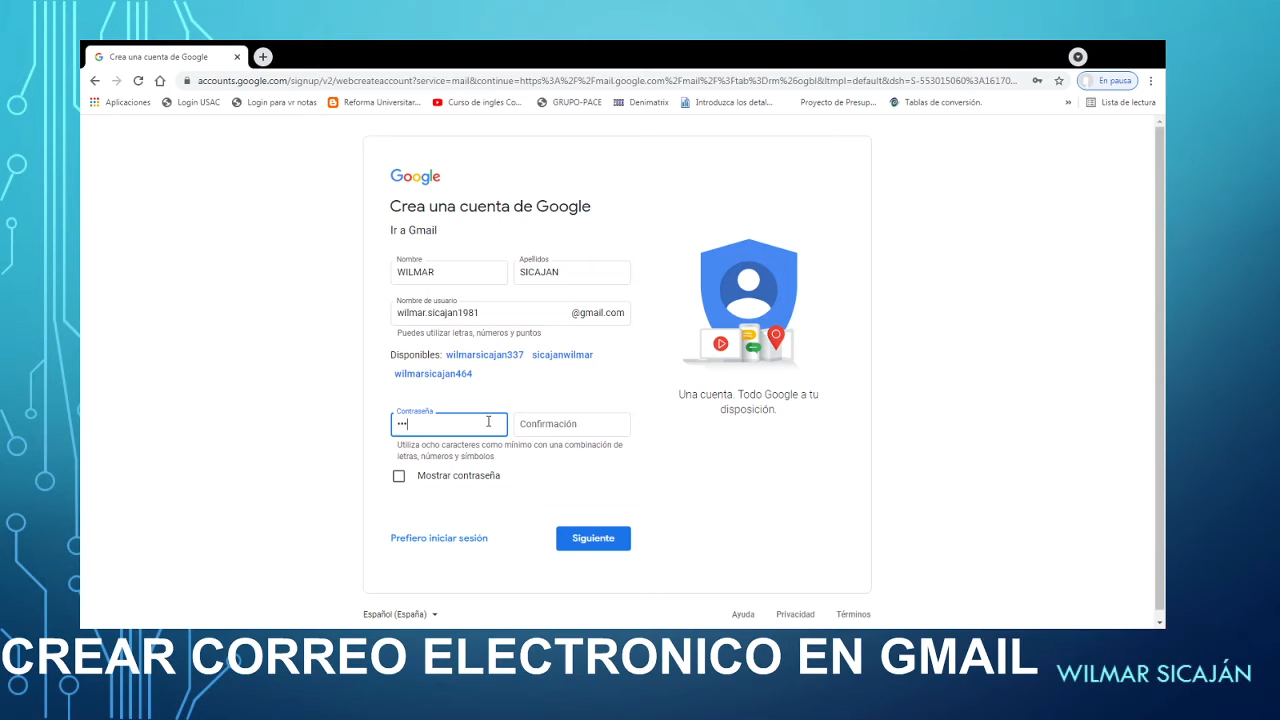 Crea una cuenta de Google
accounts.google.com/signup/v2/webcreateaccount?service=mail&continue=https%3A%2F%2Fmail.google.com%2Fmail%2F%3Ftab%3Drm%26ogbl&ltmpl=default&dsh=S-553015060%3A16170...
En pausa
Aplicaciones Login USAC Login para vr notas Reforma Universitar... Curso de ingles Co... GRUPO-PACE Denimatrix Introduzca los detal... Proyecto de Presup... Tablas de conversión. » Lista de lectura
Google
Crea una cuenta de Google
Ir a Gmail
Nombre Apellidos
WILMAR SICAJAN
Nombre de usuario
wilmar.sicajan1981 @gmail.com
Puedes utilizar letras, números y puntos
Disponibles: wilmarsicajan337 sicajanwilmar
wilmarsicajan464
Contraseña
••• Confirmación
Utiliza ocho caracteres como mínimo con una combinación de
letras, números y símbolos
Mostrar contraseña
Prefiero iniciar sesión Siguiente
Una cuenta. Todo Google a tu
disposición.
Español (España) Ayuda Privacidad Términos
CREAR CORREO ELECTRONICO EN GMAIL
WILMAR SICAJÁN